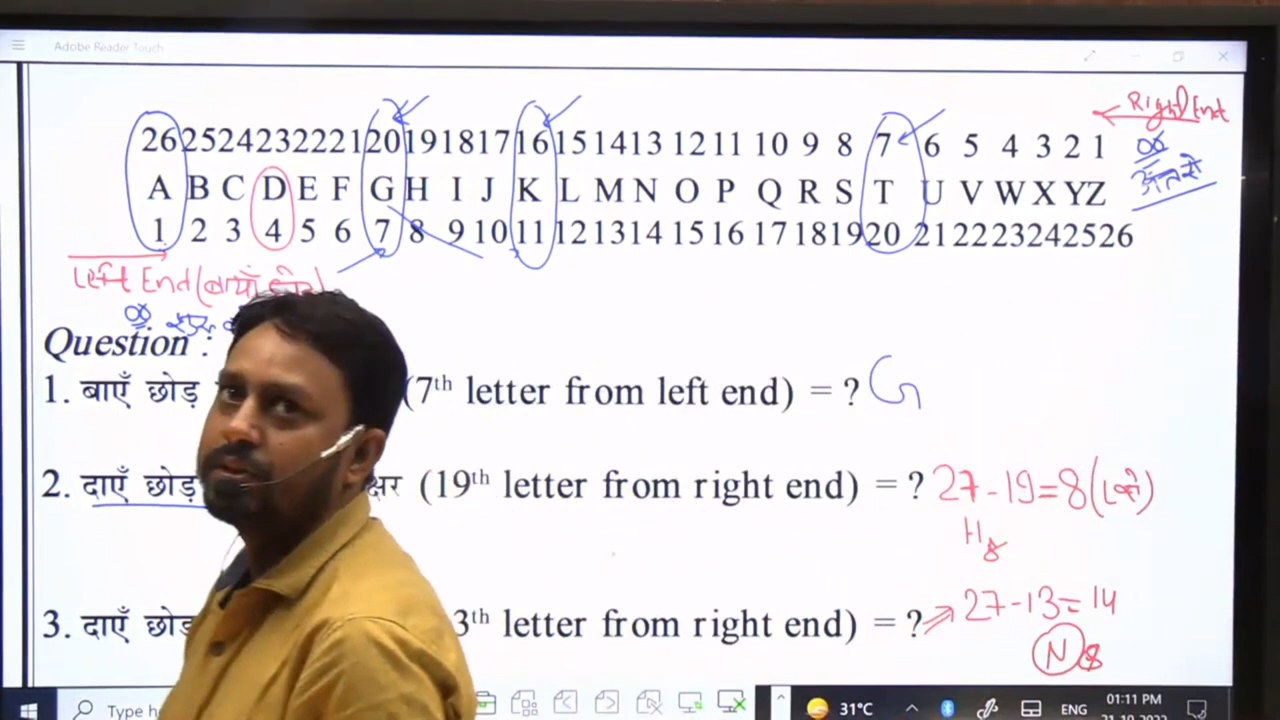 Adobe Reader Touch
Right End
26 25 24 23 22 21 20 19 18 17 16 15 14 13 12 11 10 9 8 7 6 5 4 3 2 1
A B C D E F G H I J K L M N O P Q R S T U V W X Y Z
1 2 3 4 5 6 7 8 9 10 11 12 13 14 15 16 17 18 19 20 21 22 23 24 25 26
Left End (बायाँ छोर)
Question :
1. बाएँ छोड़ (7th letter from left end) = ? G
2. दाएँ छोड़ क्षर (19th letter from right end) = ? 27 - 19 = 8
H8
3. दाएँ छोड़ 3th letter from right end) = ? ⇒ 27 - 13 = 14
N
31°C ENG 01:11 PM